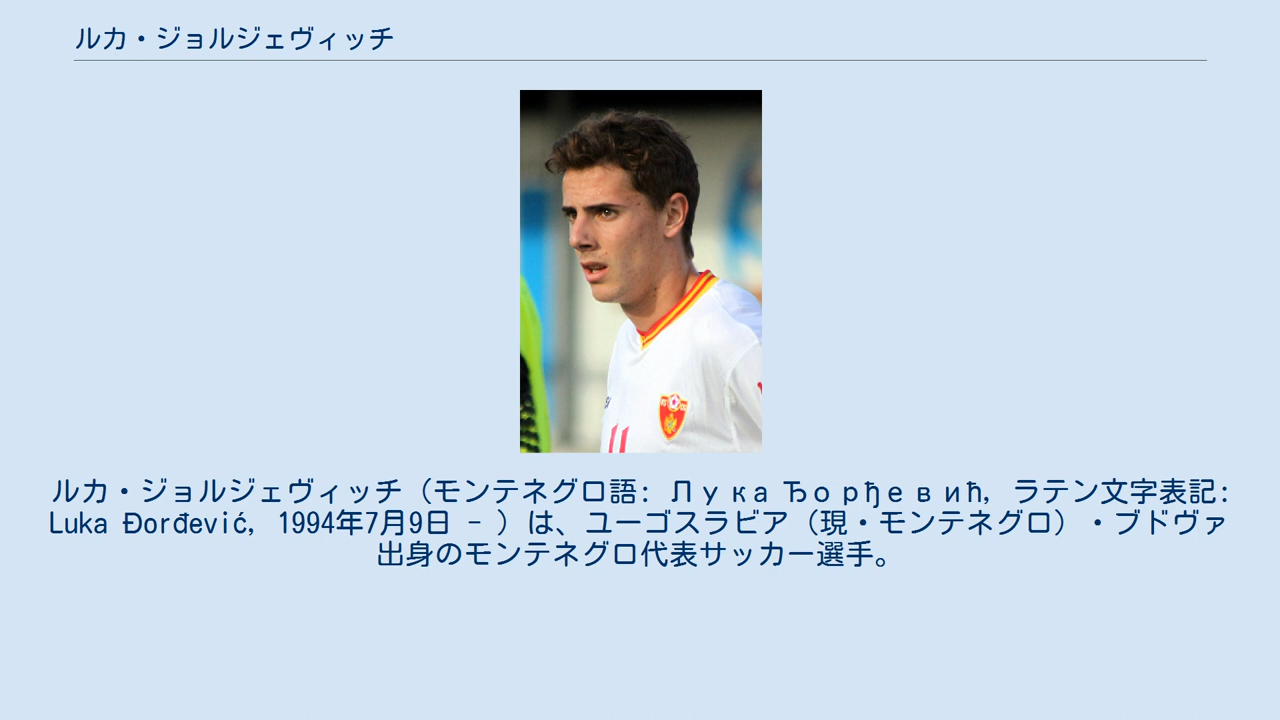 ルカ・ジョルジェヴィッチ
ルカ・ジョルジェヴィッチ（モンテネグロ語: Лука Ђорђевић, ラテン文字表記:
Luka Đorđević, 1994年7月9日 - ）は、ユーゴスラビア（現・モンテネグロ）・ブドヴァ
出身のモンテネグロ代表サッカー選手。